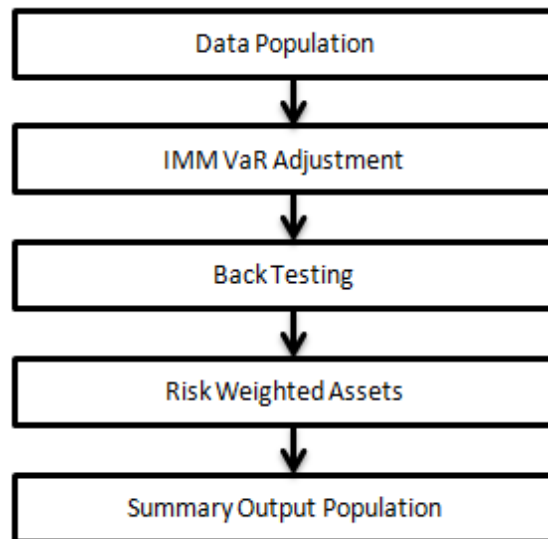 Data Population
IMM VaR Adjustment
Back Testing
Risk Weighted Assets
Summary Output Population